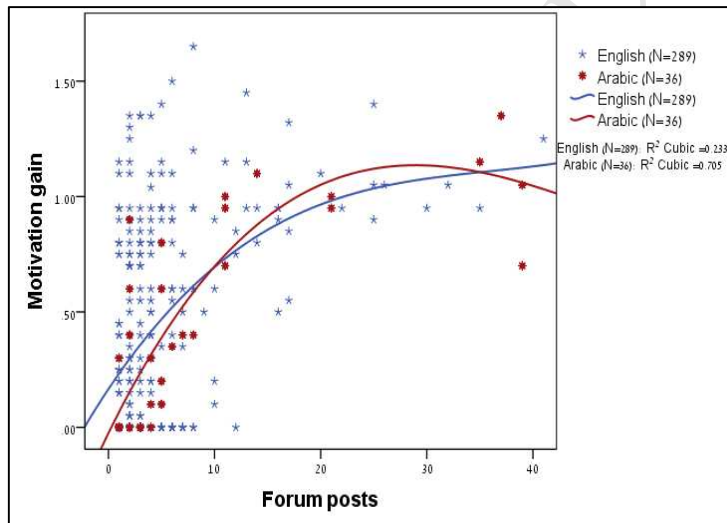 English (N=289)
Arabic (N=36)
English (N=289)
Arabic (N=36)
English (N=289): R² Cubic =0.233
Arabic (N=36): R² Cubic =0.705
Motivation gain
1.50
1.00
.50
.00
0 10 20 30 40
Forum posts